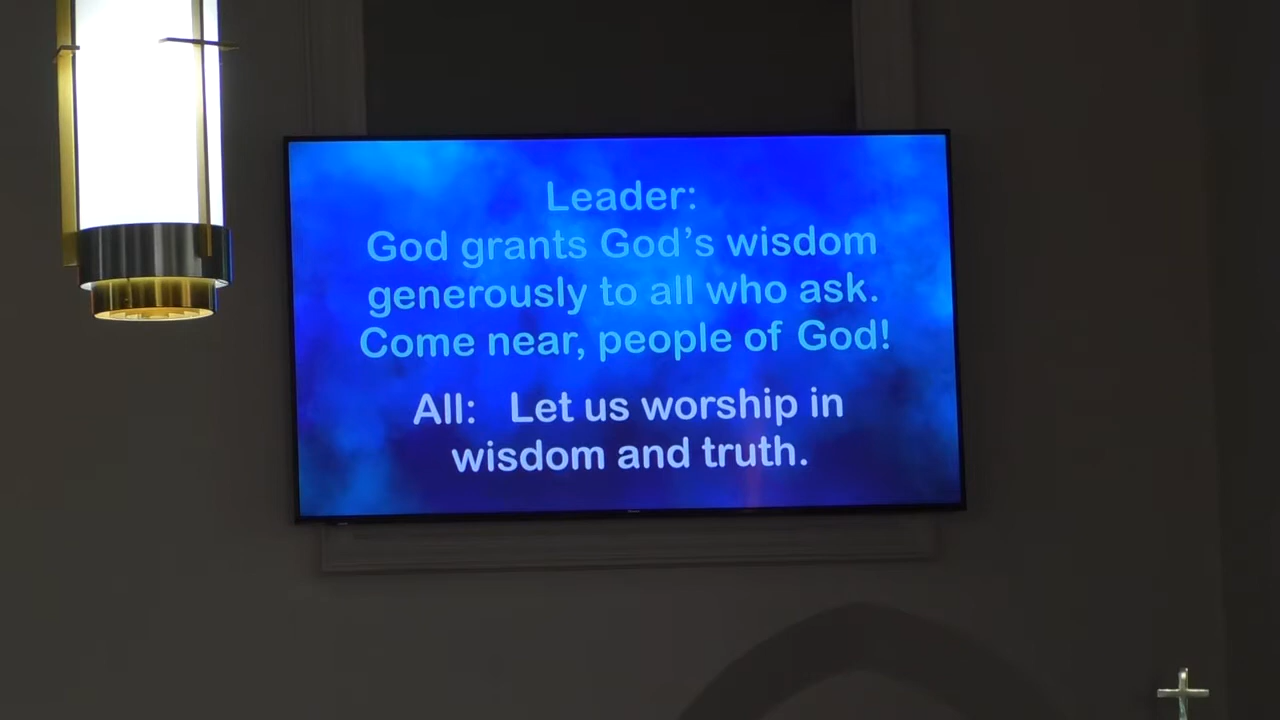 Leader:
God grants God's wisdom
generously to all who ask.
Come near, people of God!
All: Let us worship in
wisdom and truth.